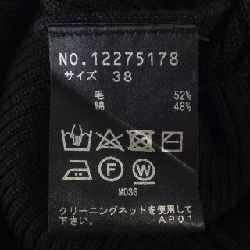 NO.12275178
サイズ 38
毛 52%
綿 48%
W
M036
クリーニングネットを使用して
下さい。 AP01